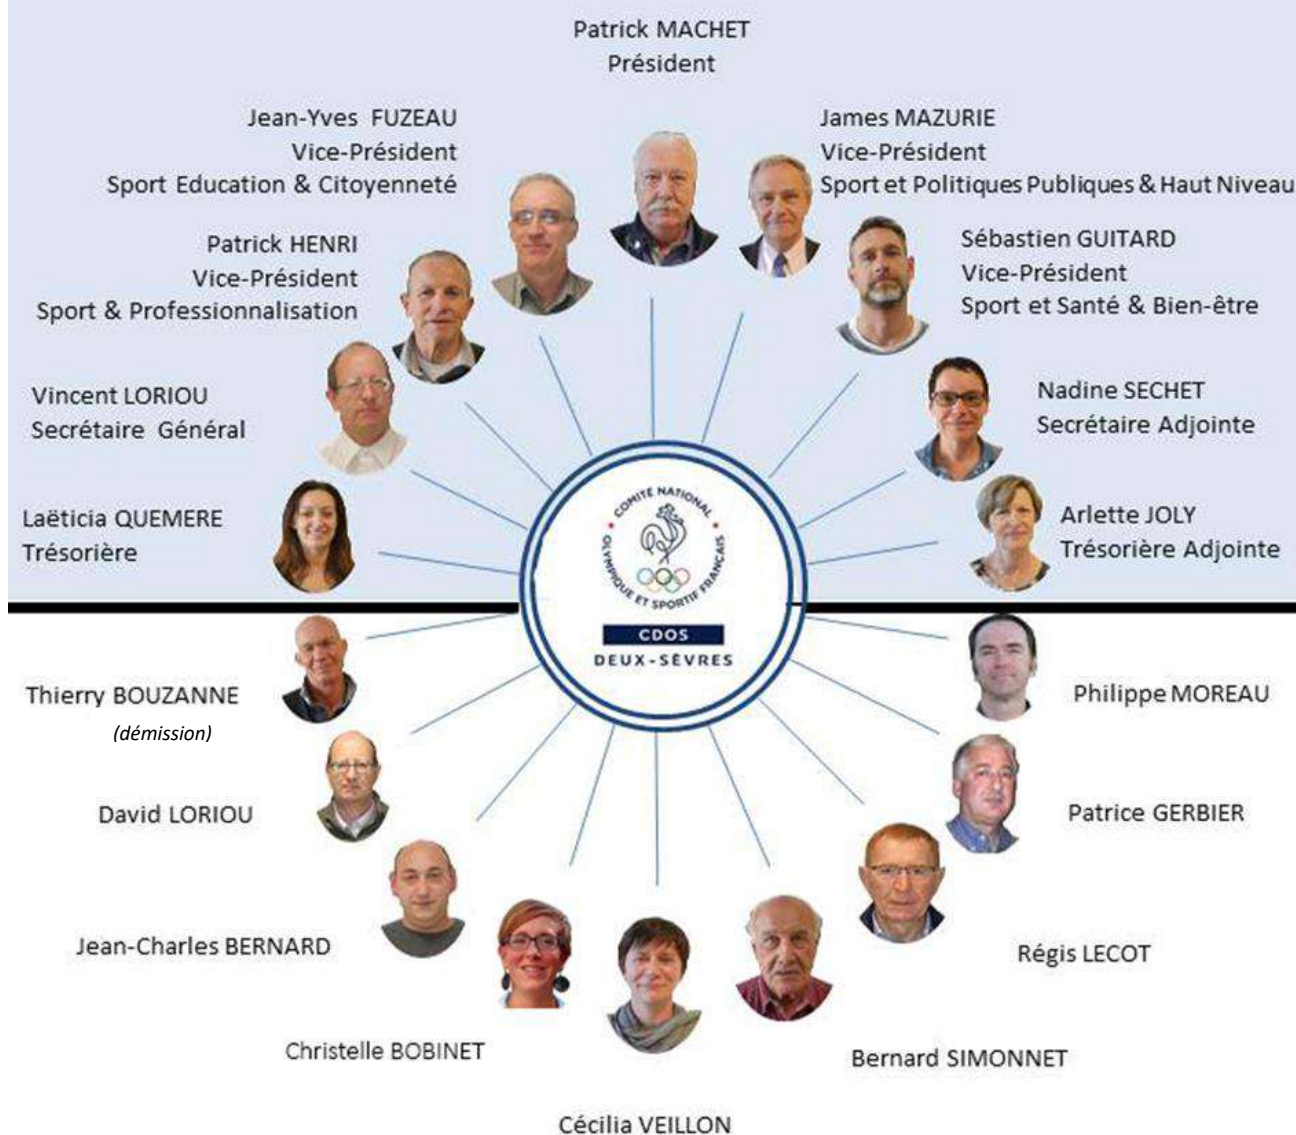 Patrick MACHET
Président
Jean-Yves FUZEAU
Vice-Président
Sport Education & Citoyenneté
James MAZURIE
Vice-Président
Sport et Politiques Publiques & Haut Niveau
Patrick HENRI
Vice-Président
Sport & Professionnalisation
Sébastien GUITARD
Vice-Président
Sport et Santé & Bien-être
Vincent LORIOU
Secrétaire Général
Nadine SECHET
Secrétaire Adjointe
Laëticia QUEMERE
Trésorière
Arlette JOLY
Trésorière Adjointe
COMITÉ NATIONAL
OLYMPIQUE ET SPORTIF FRANÇAIS
CDOS
DEUX-SÈVRES
Thierry BOUZANNE
(démission)
Philippe MOREAU
David LORIOU
Patrice GERBIER
Jean-Charles BERNARD
Régis LECOT
Christelle BOBINET
Bernard SIMONNET
Cécilia VEILLON